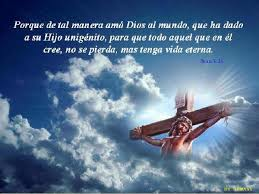 Porque de tal manera amó Dios al mundo, que ha dado
a su Hijo unigénito, para que todo aquel que en él
cree, no se pierda, mas tenga vida eterna.